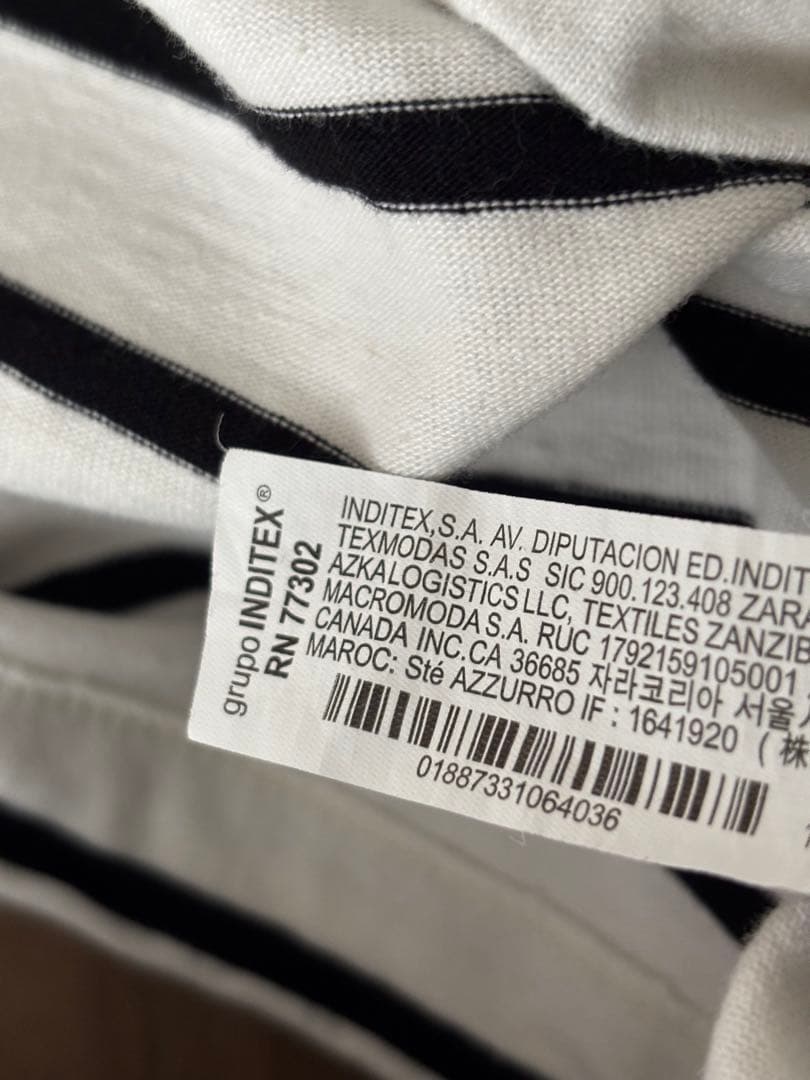 grupo INDITEX®
RN 77302
INDITEX,S.A. AV. DIPUTACION ED.INDIT
TEXMODAS S.A.S SIC 900.123.408 ZARA
AZKALOGISTICS LLC, TEXTILES ZANZIB
MACROMODA S.A. RUC 1792159105001
CANADA INC.CA 36685 자라코리아 서울
MAROC: Sté AZZURRO IF : 1641920 (株
01887331064036